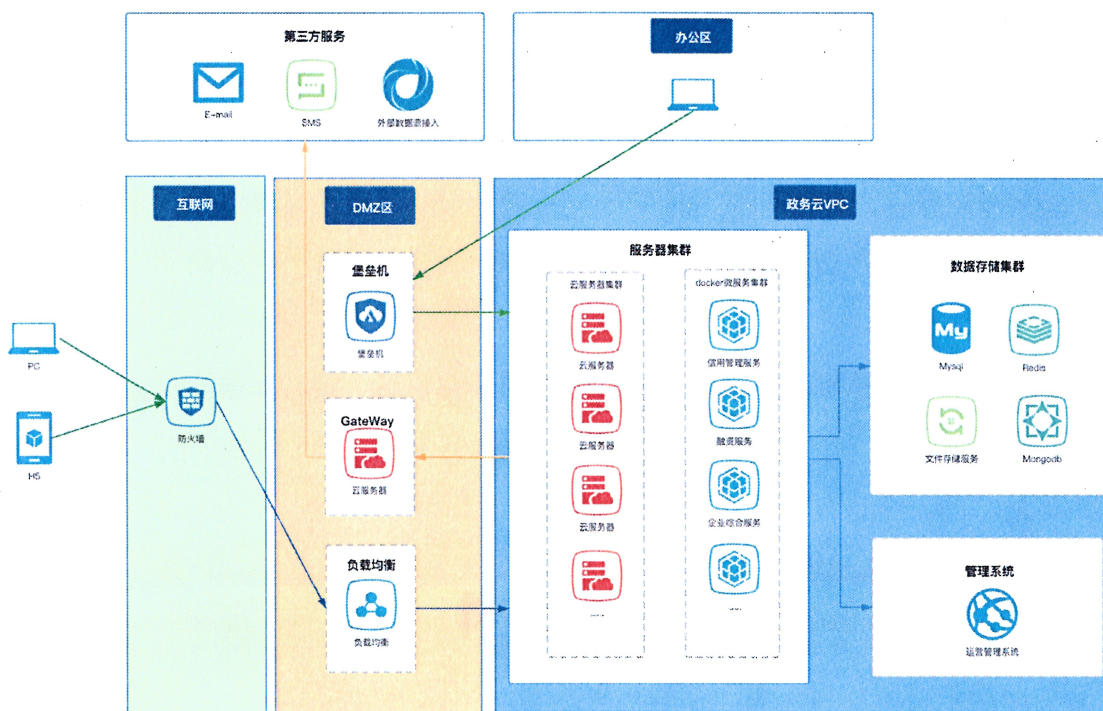 第三方服务
E-mail
SMS
外部数据源接入
办公区
互联网
DMZ区
政务云VPC
堡垒机
堡垒机
GateWay
云服务器
负载均衡
负载均衡
PC
H5
防火墙
服务器集群
云服务器集群
云服务器
云服务器
云服务器
......
docker微服务集群
信用管理服务
融资服务
企业综合服务
......
数据存储集群
Mysql
Redis
文件存储服务
Mongodb
管理系统
运营管理系统